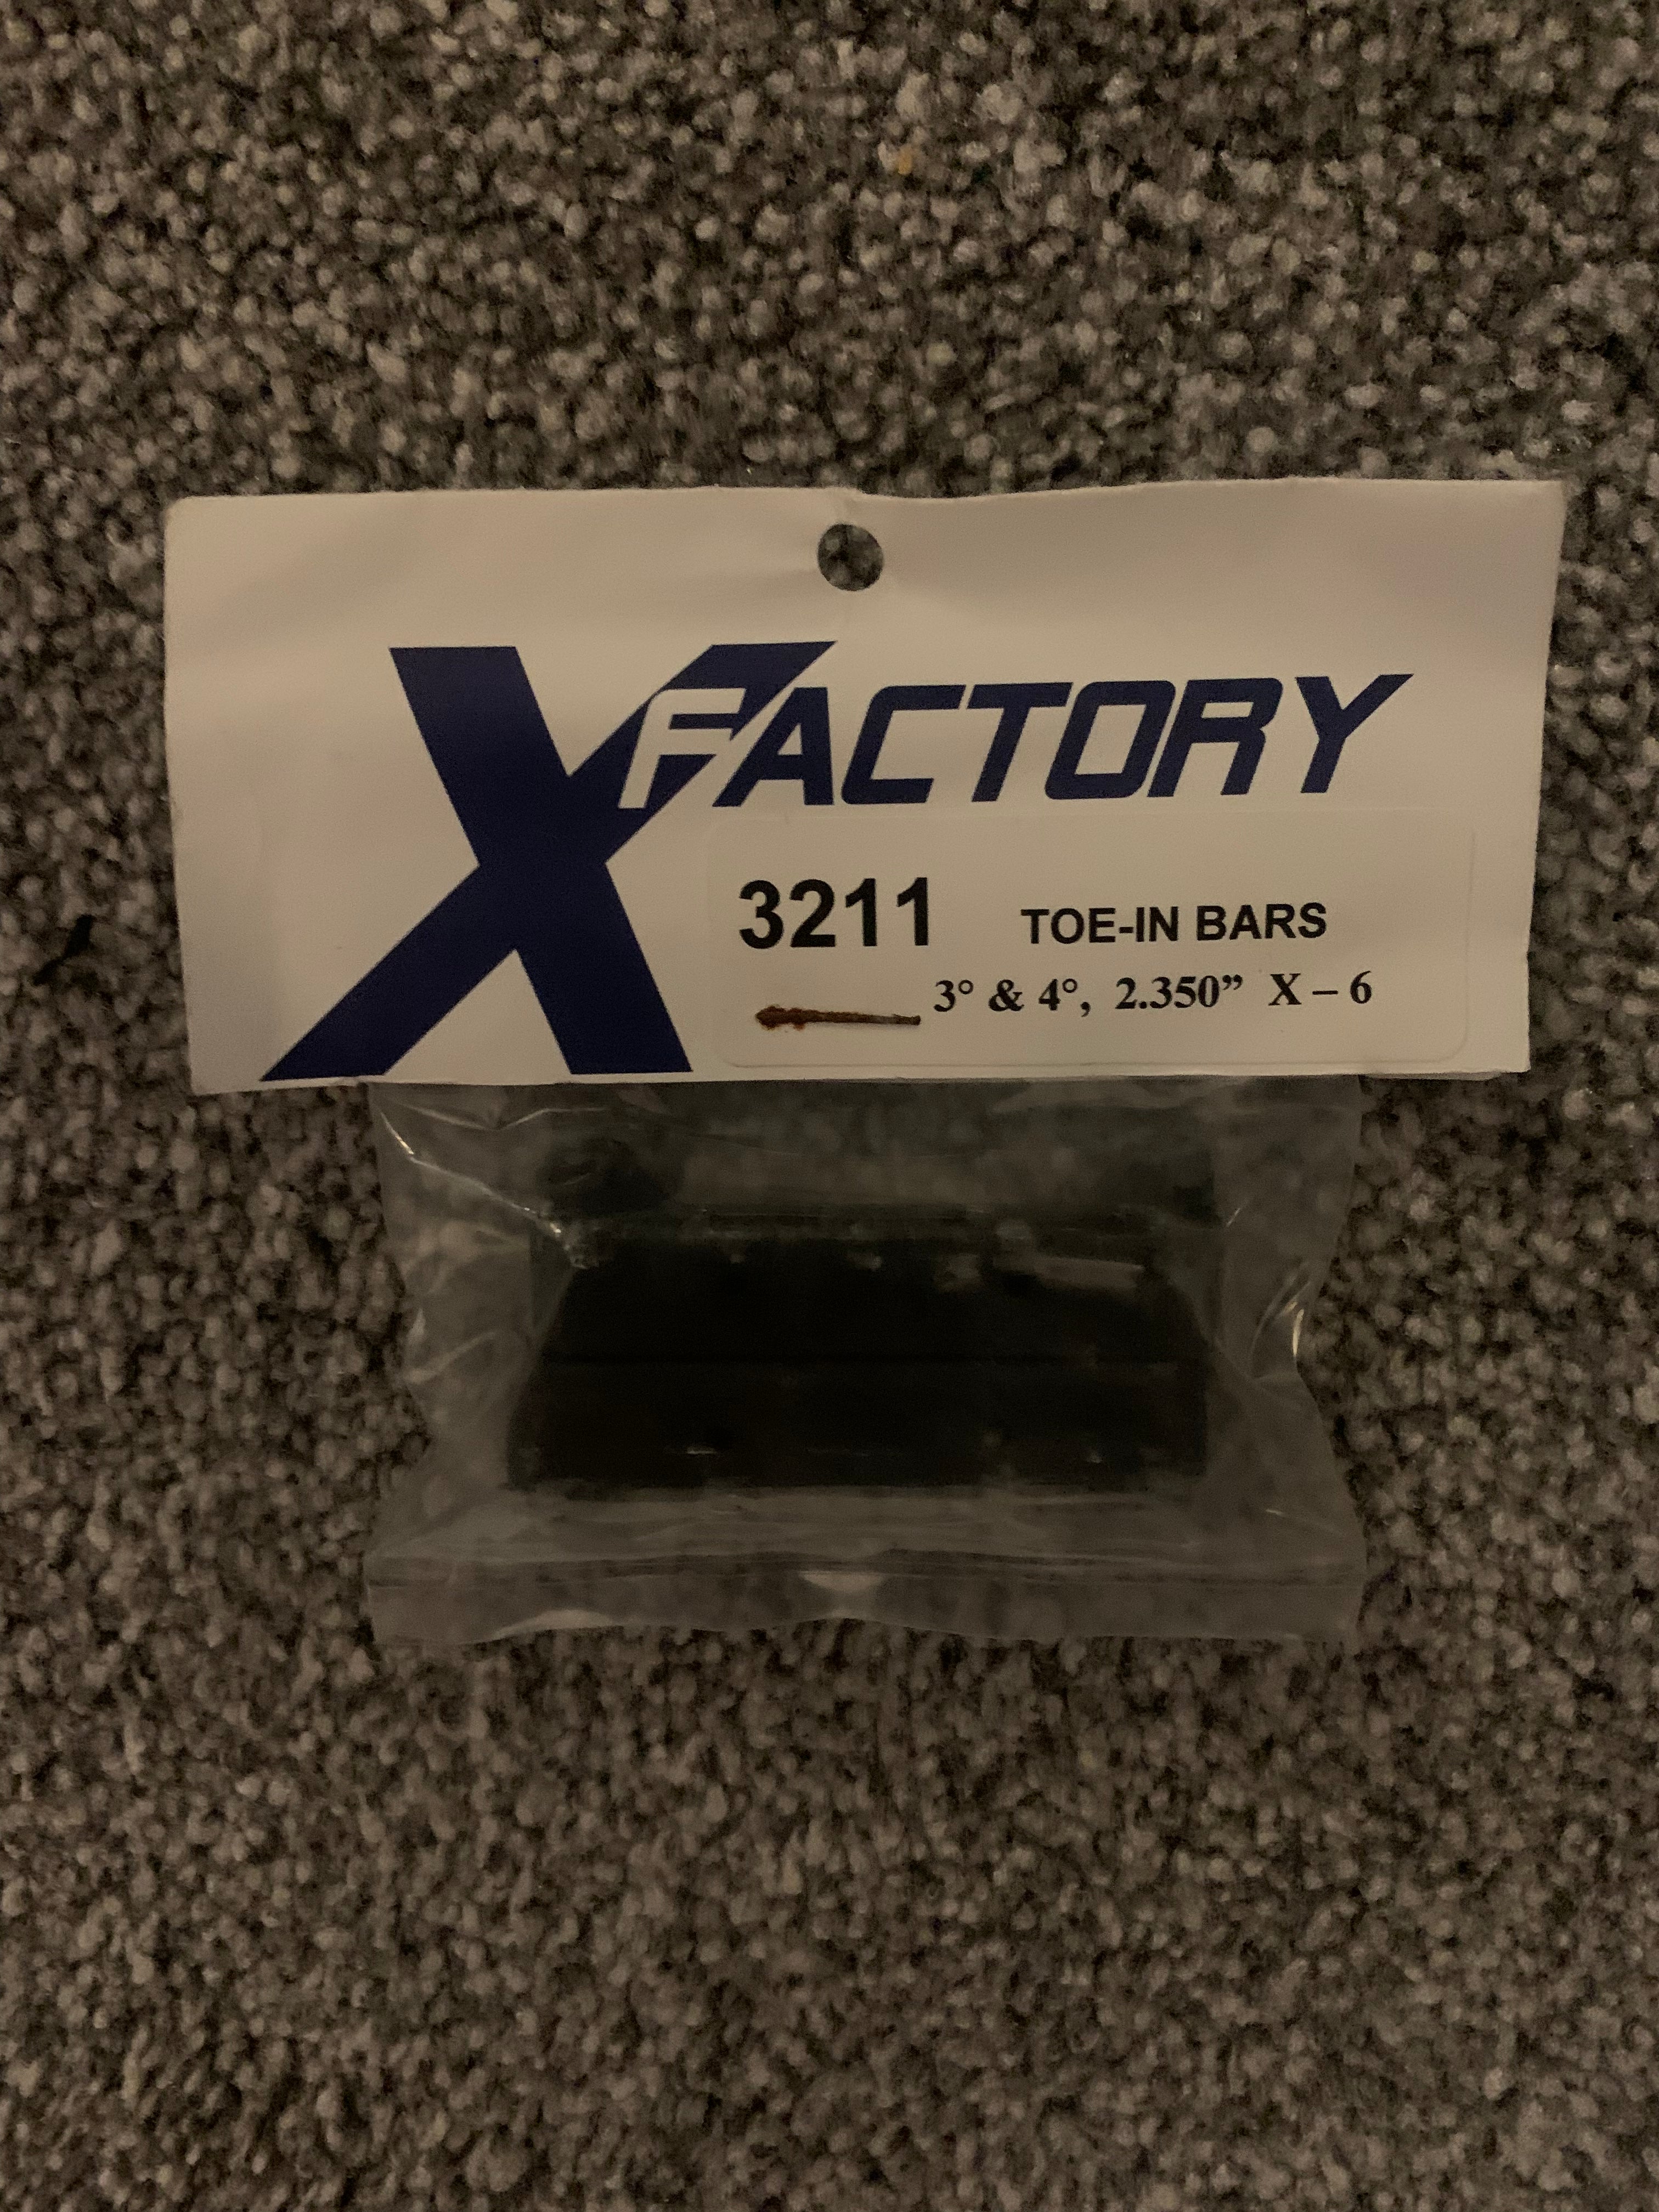 XFACTORY
3211 TOE-IN BARS
3° & 4°, 2.350” X – 6